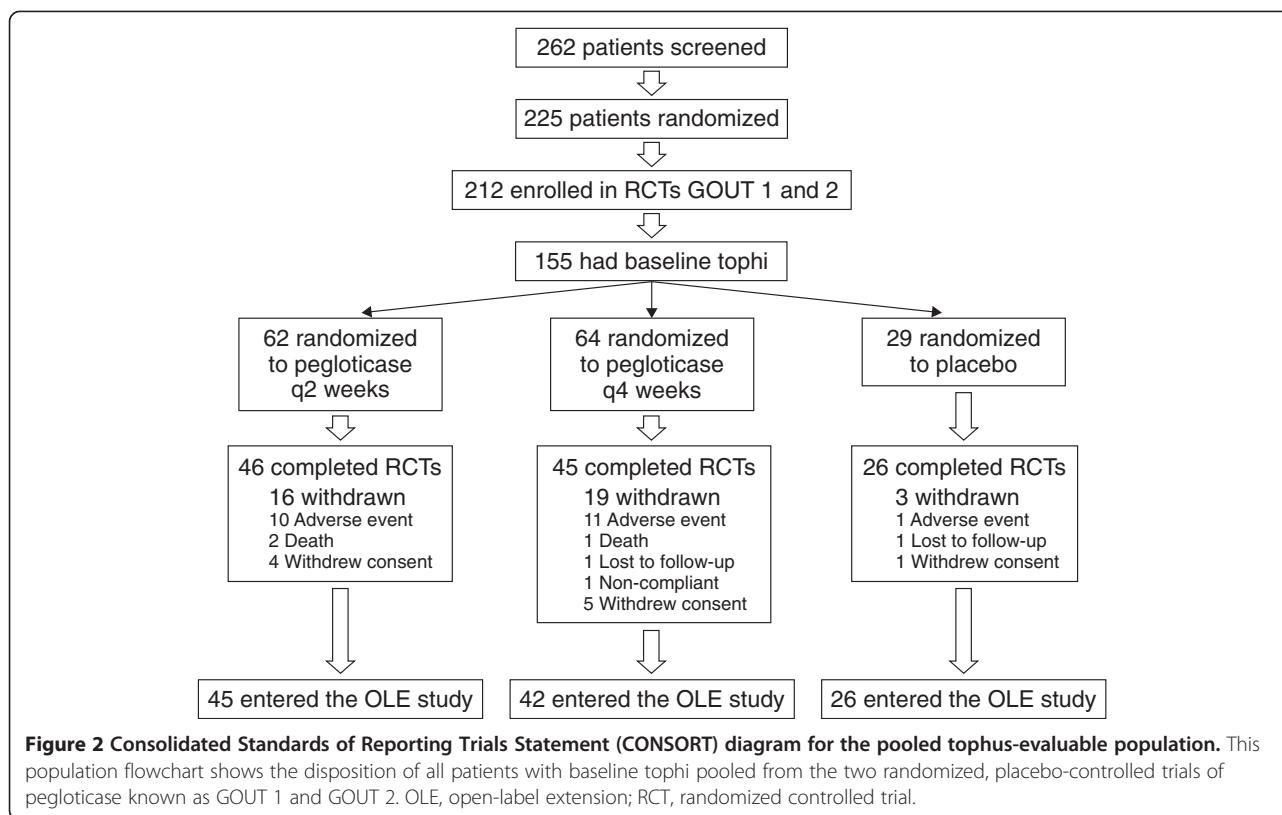 262 patients screened
225 patients randomized
212 enrolled in RCTs GOUT 1 and 2
155 had baseline tophi
62 randomized
to pegloticase
q2 weeks
64 randomized
to pegloticase
q4 weeks
29 randomized
to placebo
46 completed RCTs
16 withdrawn
10 Adverse event
2 Death
4 Withdrew consent
45 completed RCTs
19 withdrawn
11 Adverse event
1 Death
1 Lost to follow-up
1 Non-compliant
5 Withdrew consent
26 completed RCTs
3 withdrawn
1 Adverse event
1 Lost to follow-up
1 Withdrew consent
45 entered the OLE study
42 entered the OLE study
26 entered the OLE study
Figure 2 Consolidated Standards of Reporting Trials Statement (CONSORT) diagram for the pooled tophus-evaluable population. This
population flowchart shows the disposition of all patients with baseline tophi pooled from the two randomized, placebo-controlled trials of
pegloticase known as GOUT 1 and GOUT 2. OLE, open-label extension; RCT, randomized controlled trial.